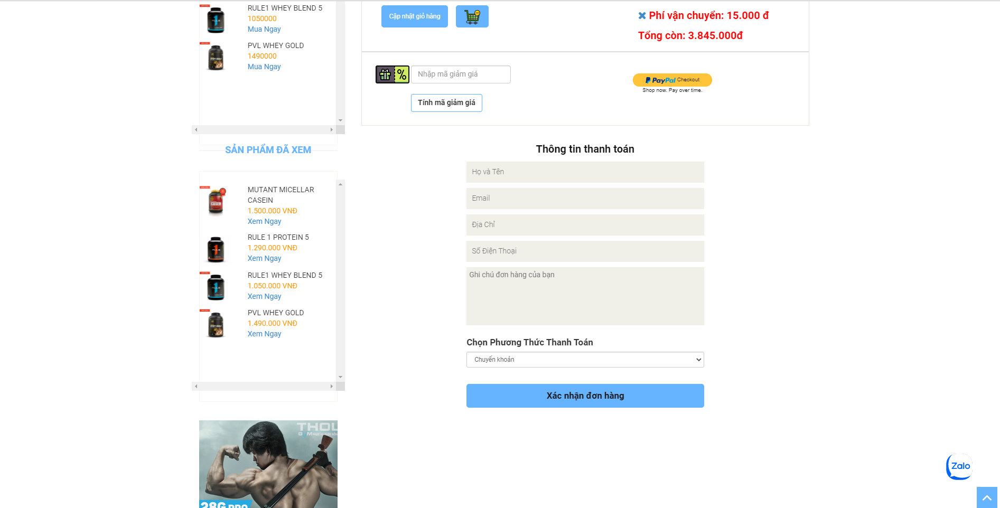 RULE1 WHEY BLEND 5
1050000
Mua Ngay
PVL WHEY GOLD
1490000
Mua Ngay
SẢN PHẨM ĐÃ XEM
MUTANT MICELLAR
CASEIN
1.500.000 VNĐ
Xem Ngay
RULE 1 PROTEIN 5
1.290.000 VNĐ
Xem Ngay
RULE1 WHEY BLEND 5
1.050.000 VNĐ
Xem Ngay
PVL WHEY GOLD
1.490.000 VNĐ
Xem Ngay
THOL
28G PRO
Cập nhật giỏ hàng
Phí vận chuyển: 15.000 đ
Tổng còn: 3.845.000đ
%
Nhập mã giảm giá
Tính mã giảm giá
PayPal Checkout
Shop now. Pay over time.
Thông tin thanh toán
Họ và Tên
Email
Địa Chỉ
Số Điện Thoại
Ghi chú đơn hàng của bạn
Chọn Phương Thức Thanh Toán
Chuyển khoản
Xác nhận đơn hàng
Zalo